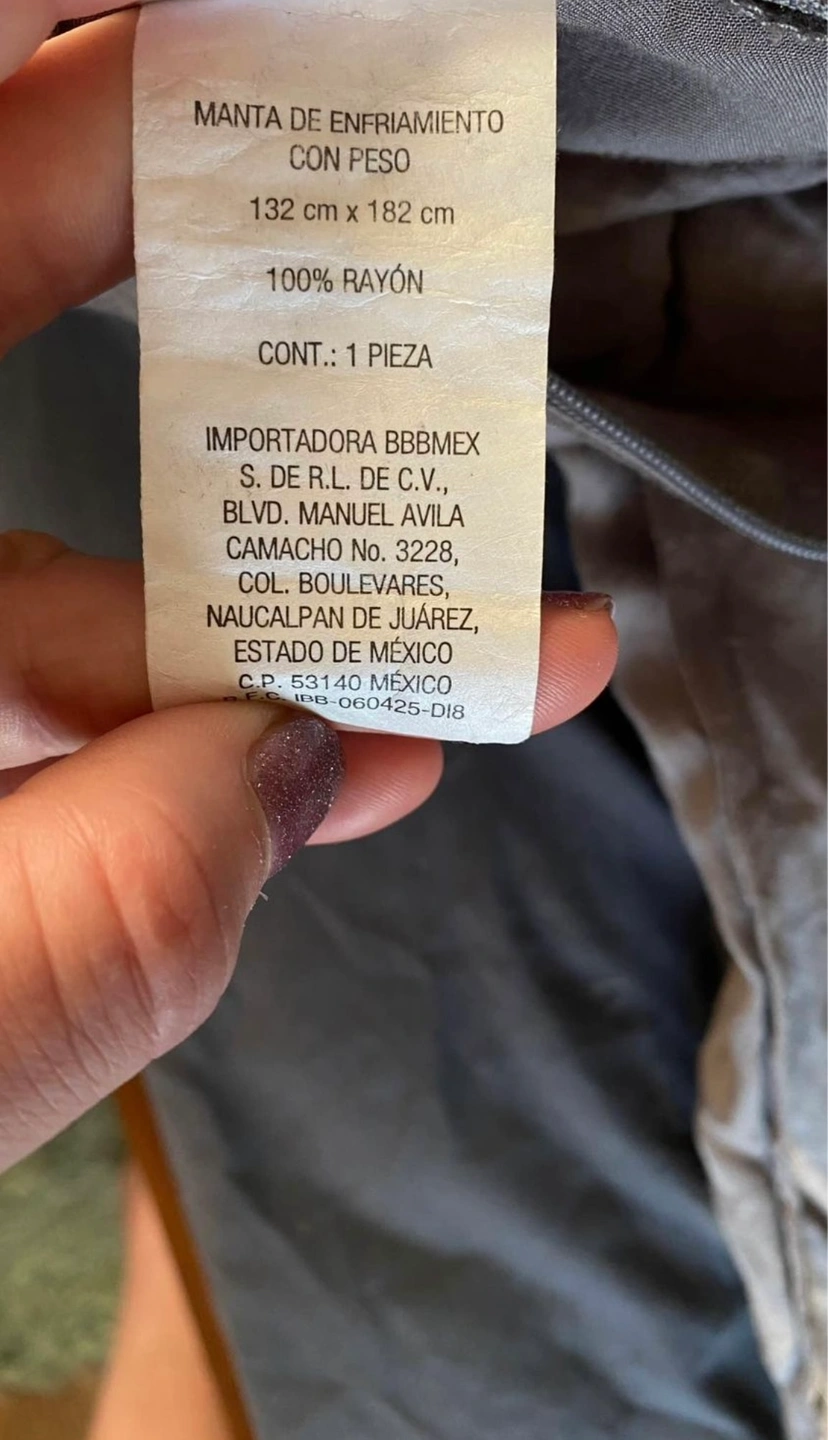 MANTA DE ENFRIAMIENTO
CON PESO
132 cm x 182 cm
100% RAYÓN
CONT.: 1 PIEZA
IMPORTADORA BBBMEX
S. DE R.L. DE C.V.,
BLVD. MANUEL AVILA
CAMACHO No. 3228,
COL. BOULEVARES,
NAUCALPAN DE JUÁREZ,
ESTADO DE MÉXICO
C.P. 53140 MÉXICO
R.F.C. IBB-060425-DI8